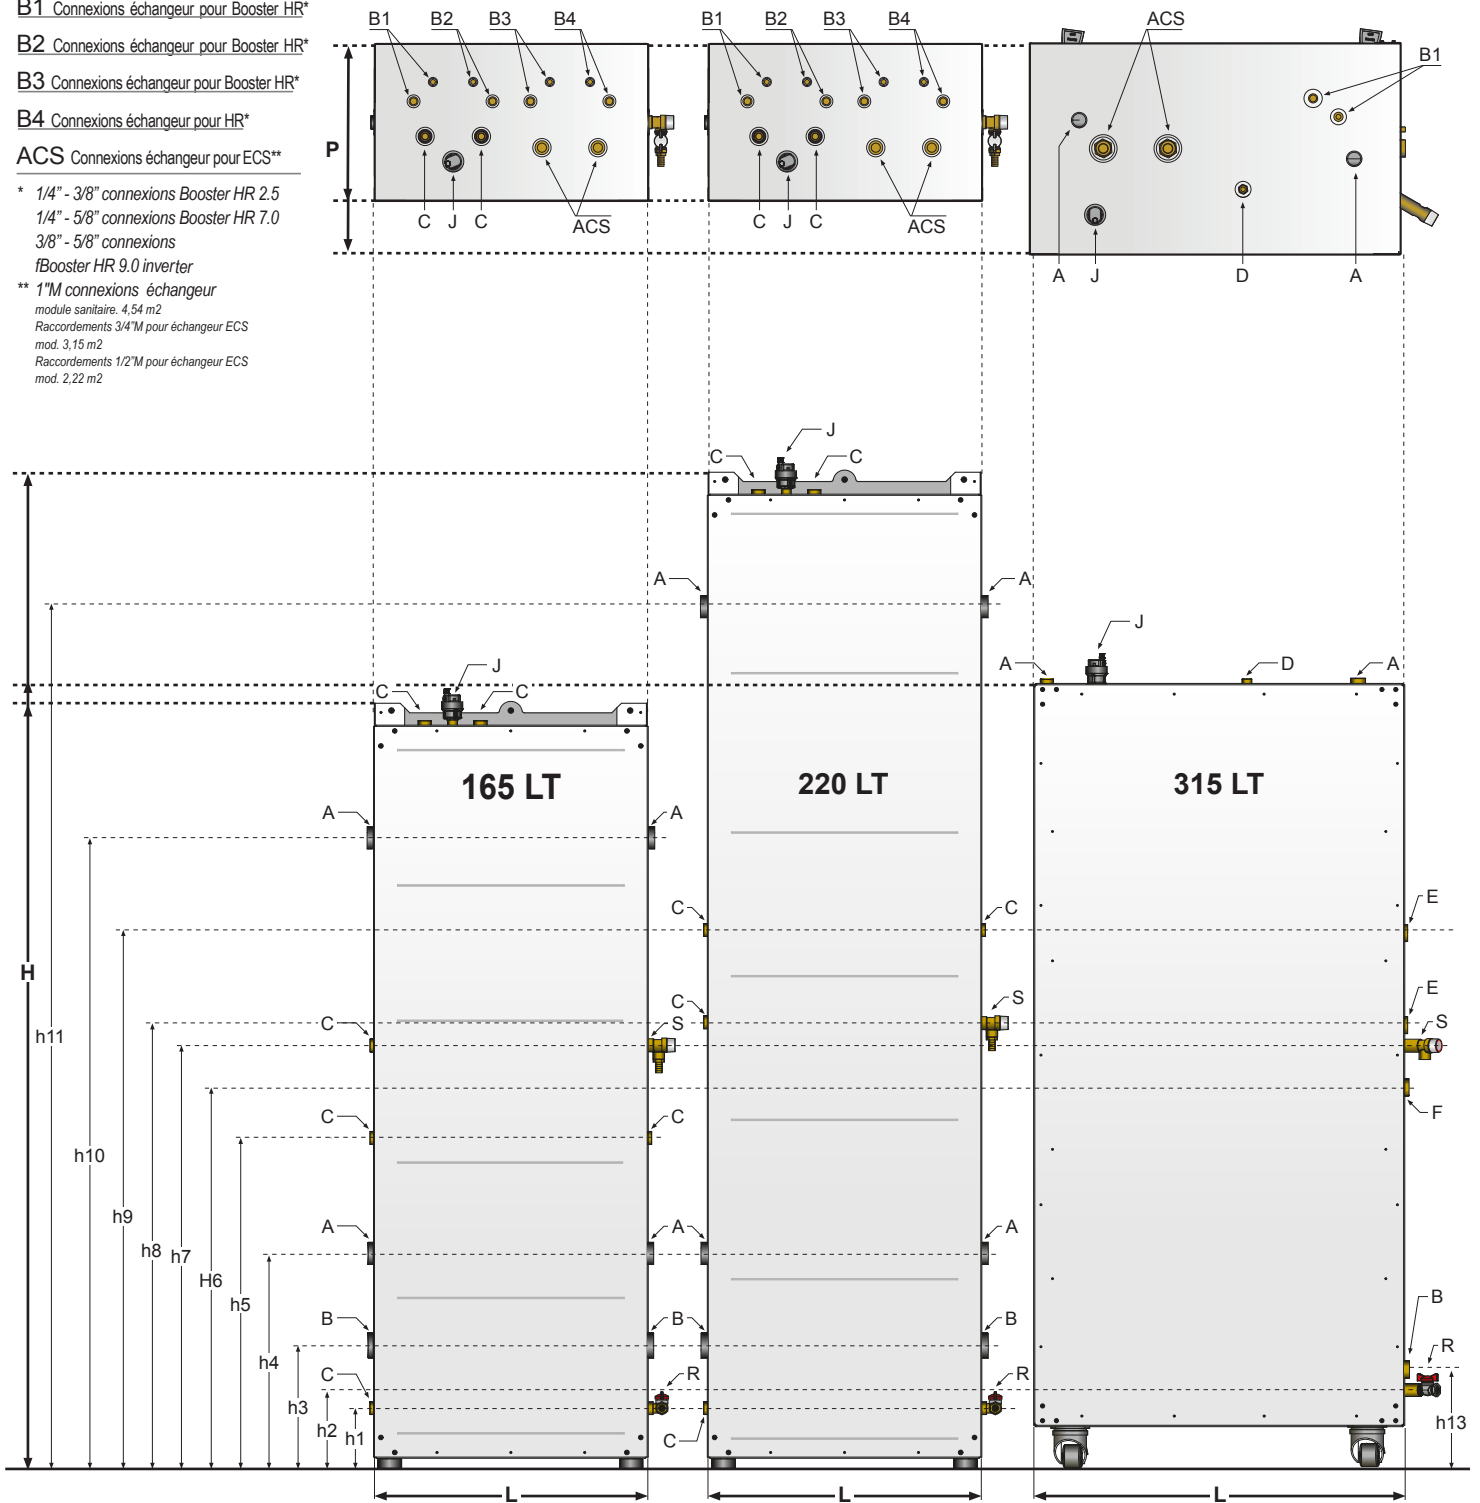 B1 Connexions échangeur pour Booster HR*
B2 Connexions échangeur pour Booster HR*
B3 Connexions échangeur pour Booster HR*
B4 Connexions échangeur pour HR*
ACS Connexions échangeur pour ECS**
* 1/4” - 3/8” connexions Booster HR 2.5
1/4” - 5/8” connexions Booster HR 7.0
3/8” - 5/8” connexions
fBooster HR 9.0 inverter
** 1"M connexions échangeur
module sanitaire. 4,54 m2
Raccordements 3/4"M pour échangeur ECS
mod. 3,15 m2
Raccordements 1/2"M pour échangeur ECS
mod. 2,22 m2
B1 B2 B3 B4
P
C J C ACS
B1 B2 B3 B4
C J C ACS
ACS
B1
A
A
A J D A
J
C C
A A
J
C C
J
A D A
165 LT
220 LT
315 LT
A A
C C
E
C S
E
C S
S
F
C C
A A A
B B B
B
C R R
R
C
H
h11
h10
h9
h8
h7
H6
h5
h4
h3
h2
h1
h13
L L L